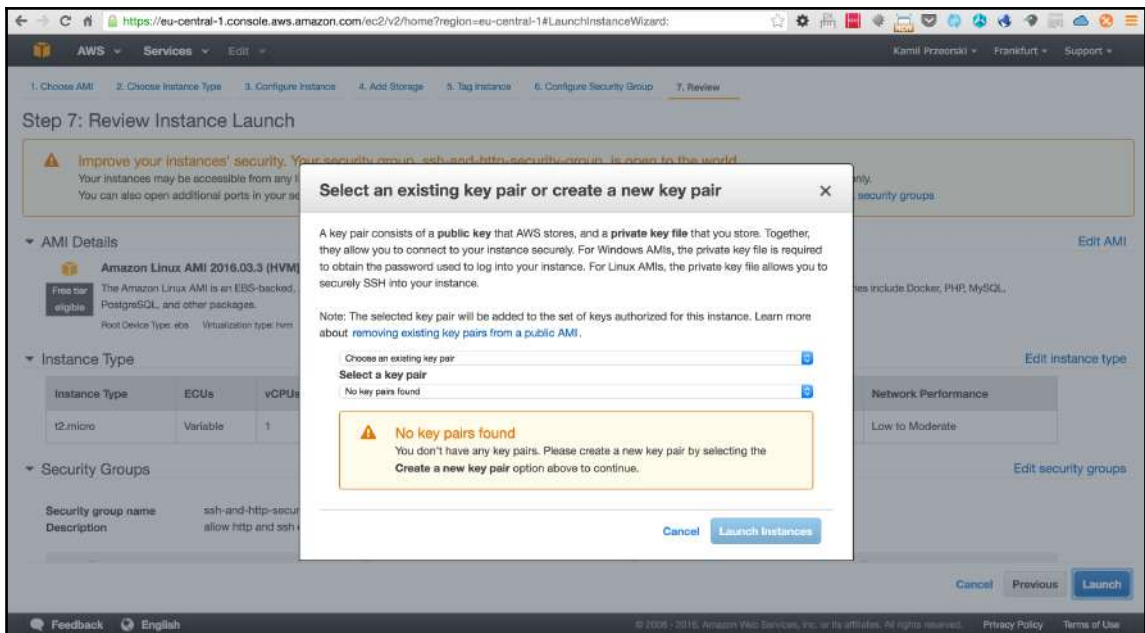 https://eu-central-1.console.aws.amazon.com/ec2/v2/home?region=eu-central-1#LaunchInstanceWizard:
AWS Services Edit Kamil Przeorski Frankfurt Support
1. Choose AMI 2. Choose Instance Type 3. Configure Instance 4. Add Storage 5. Tag Instance 6. Configure Security Group 7. Review
Step 7: Review Instance Launch
Improve your instances' security. Your security group, ssh-and-http-security-group, is open to the world.
Your instances may be accessible from any I
You can also open additional ports in your se
nly.
security groups
Select an existing key pair or create a new key pair
A key pair consists of a public key that AWS stores, and a private key file that you store. Together,
they allow you to connect to your instance securely. For Windows AMIs, the private key file is required
to obtain the password used to log into your instance. For Linux AMIs, the private key file allows you to
securely SSH into your instance.
Note: The selected key pair will be added to the set of keys authorized for this instance. Learn more
about removing existing key pairs from a public AMI.
Choose an existing key pair
Select a key pair
No key pairs found
No key pairs found
You don't have any key pairs. Please create a new key pair by selecting the
Create a new key pair option above to continue.
Cancel Launch Instances
AMI Details Edit AMI
Amazon Linux AMI 2016.03.3 (HVM)
Free tier
eligible
The Amazon Linux AMI is an EBS-backed, ries include Docker, PHP, MySQL,
PostgreSQL, and other packages.
Root Device Type: ebs Virtualization type: hvm
Instance Type Edit instance type
Instance Type ECUs vCPUs Network Performance
t2.micro Variable 1 Low to Moderate
Security Groups Edit security groups
Security group name ssh-and-http-secur
Description allow http and ssh
Cancel Previous Launch
Feedback English © 2008 - 2016, Amazon Web Services, Inc. or its affiliates. All rights reserved. Privacy Policy Terms of Use